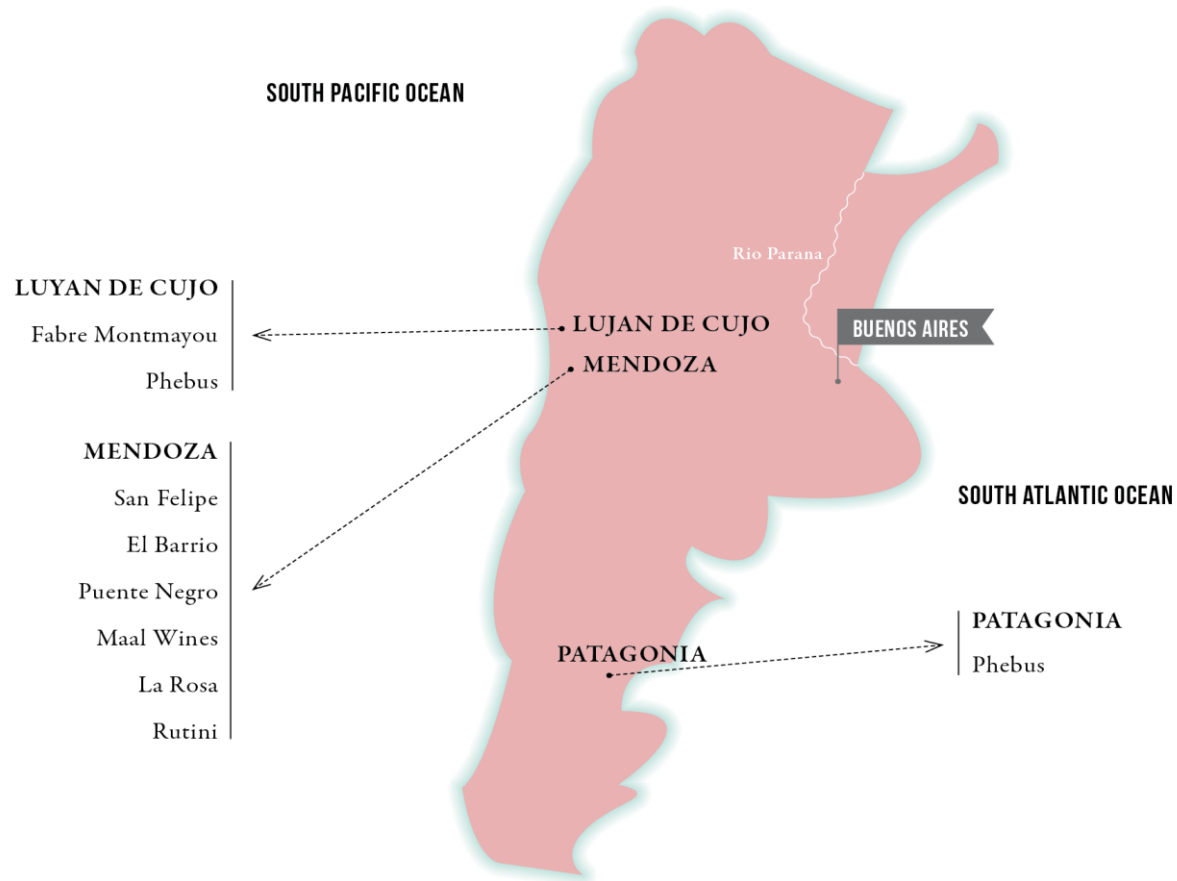 SOUTH PACIFIC OCEAN
Rio Parana
LUYAN DE CUJO
Fabre Montmayou
Phebus
LUJAN DE CUJO
MENDOZA
BUENOS AIRES
MENDOZA
San Felipe
El Barrio
Puente Negro
Maal Wines
La Rosa
Rutini
SOUTH ATLANTIC OCEAN
PATAGONIA
PATAGONIA
Phebus